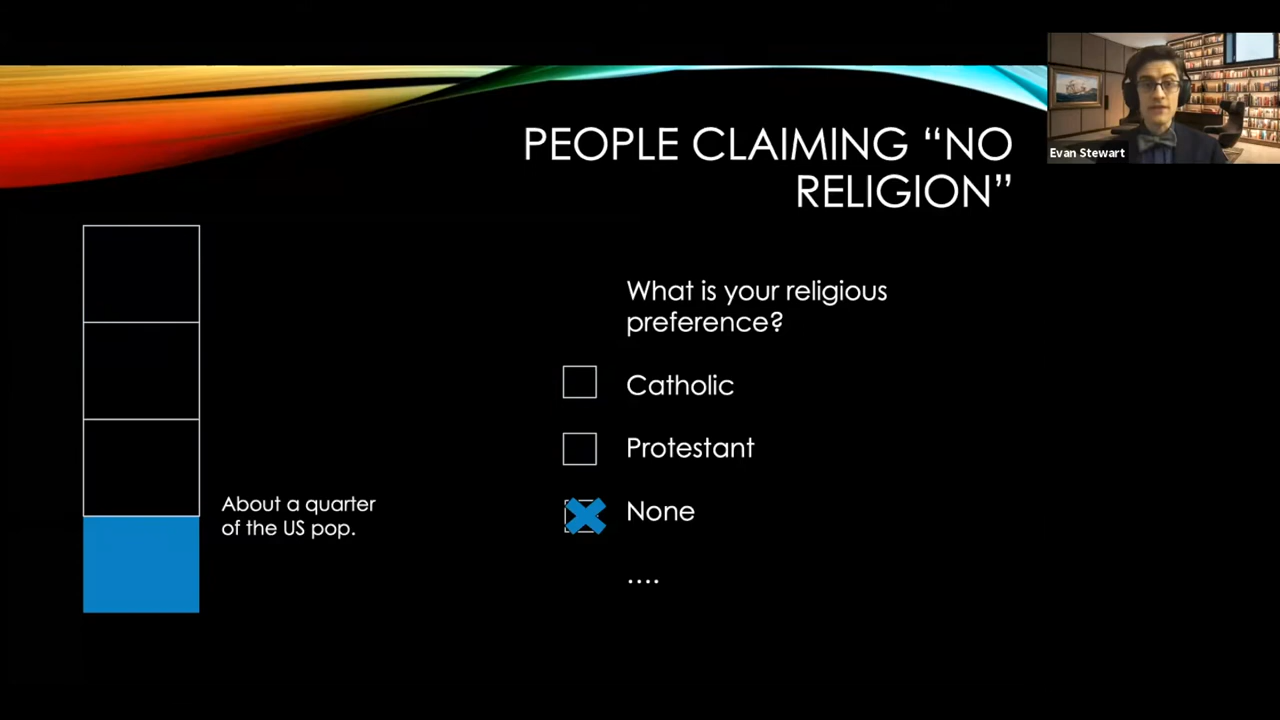 PEOPLE CLAIMING “NO
RELIGION”
Evan Stewart
What is your religious
preference?
Catholic
Protestant
None
....
About a quarter
of the US pop.